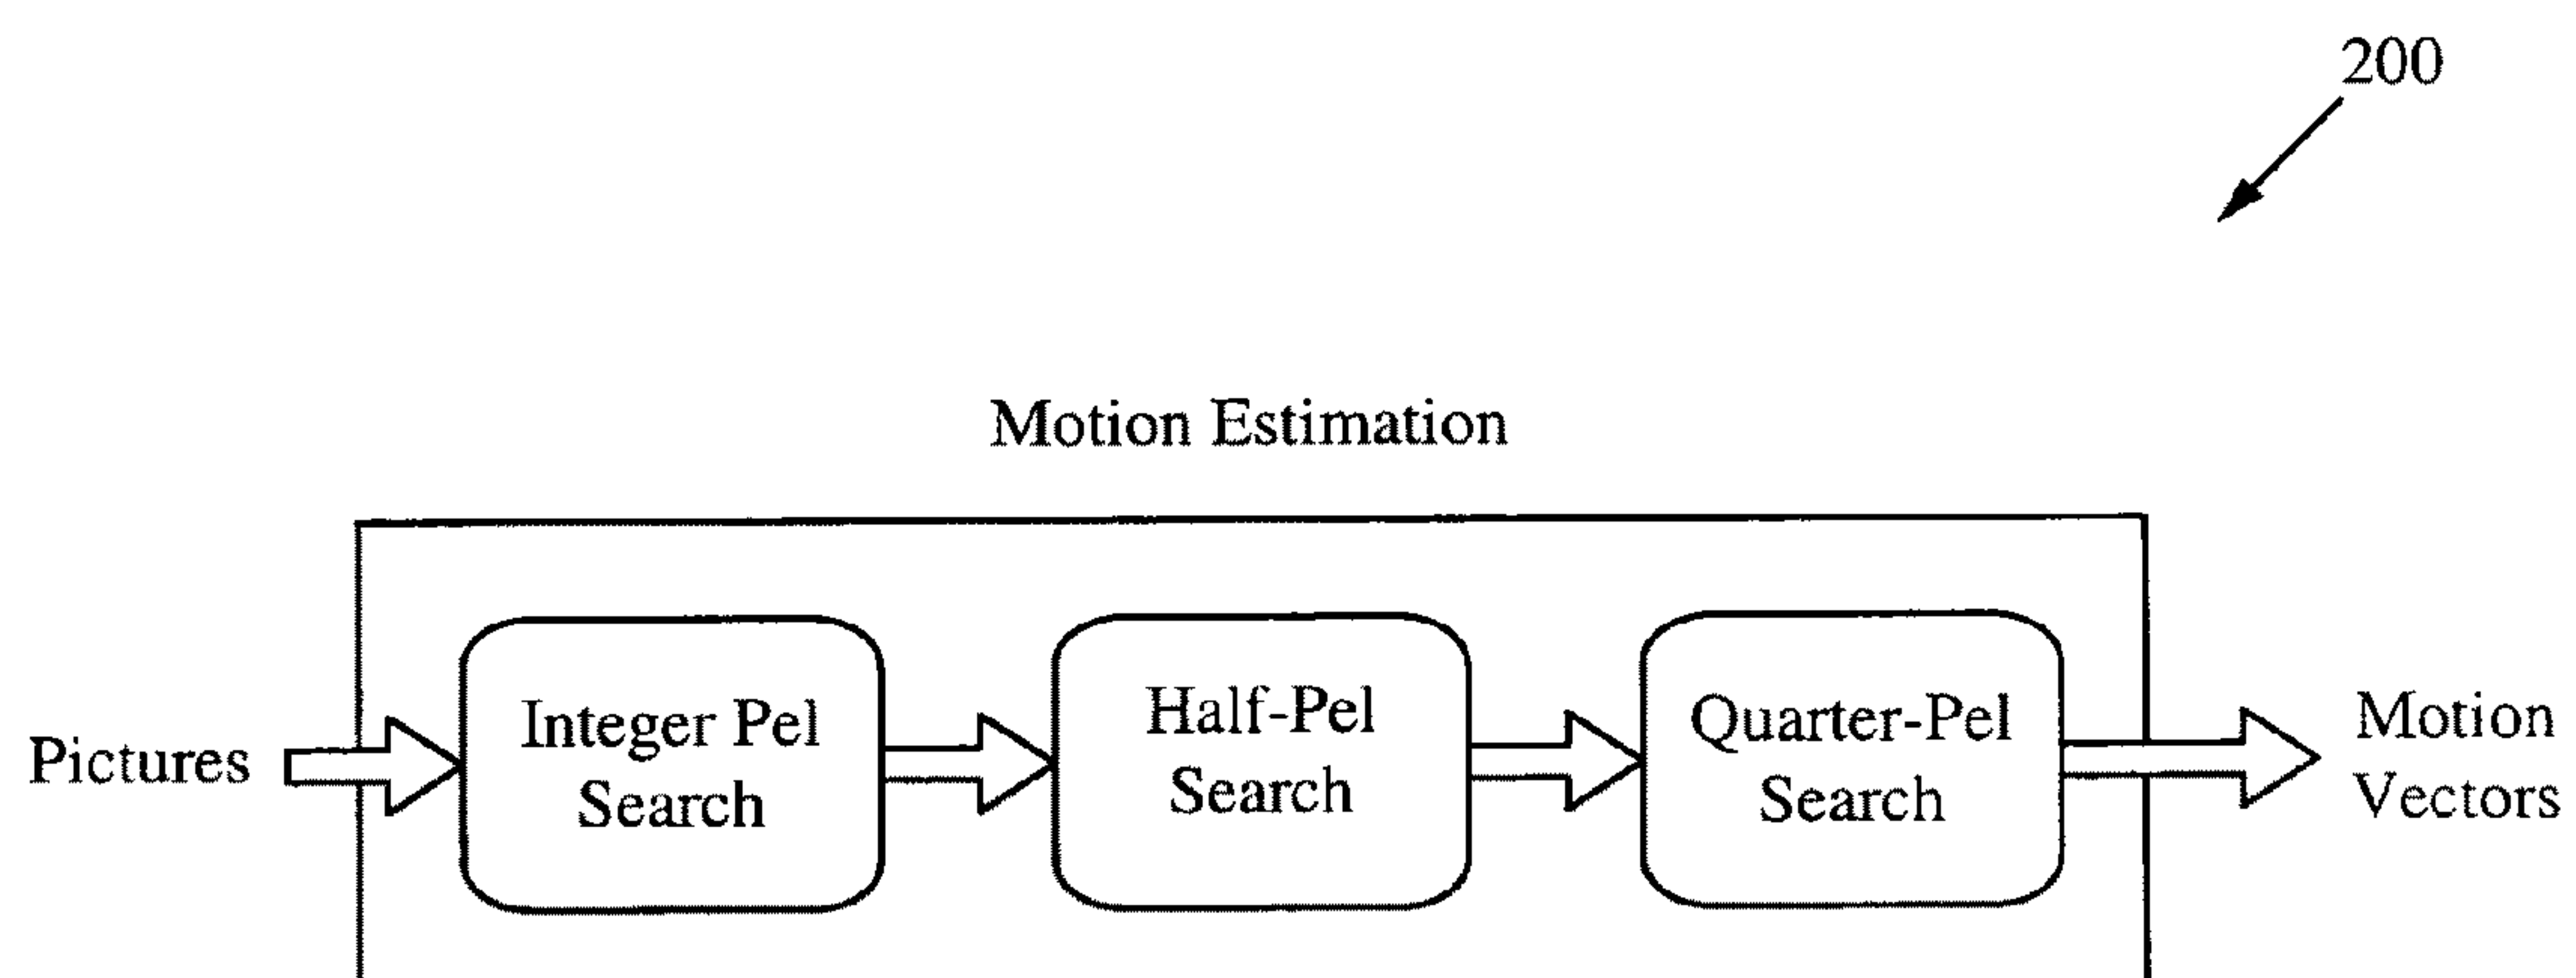 200
Motion Estimation
Pictures
Integer Pel
Search
Half-Pel
Search
Quarter-Pel
Search
Motion
Vectors